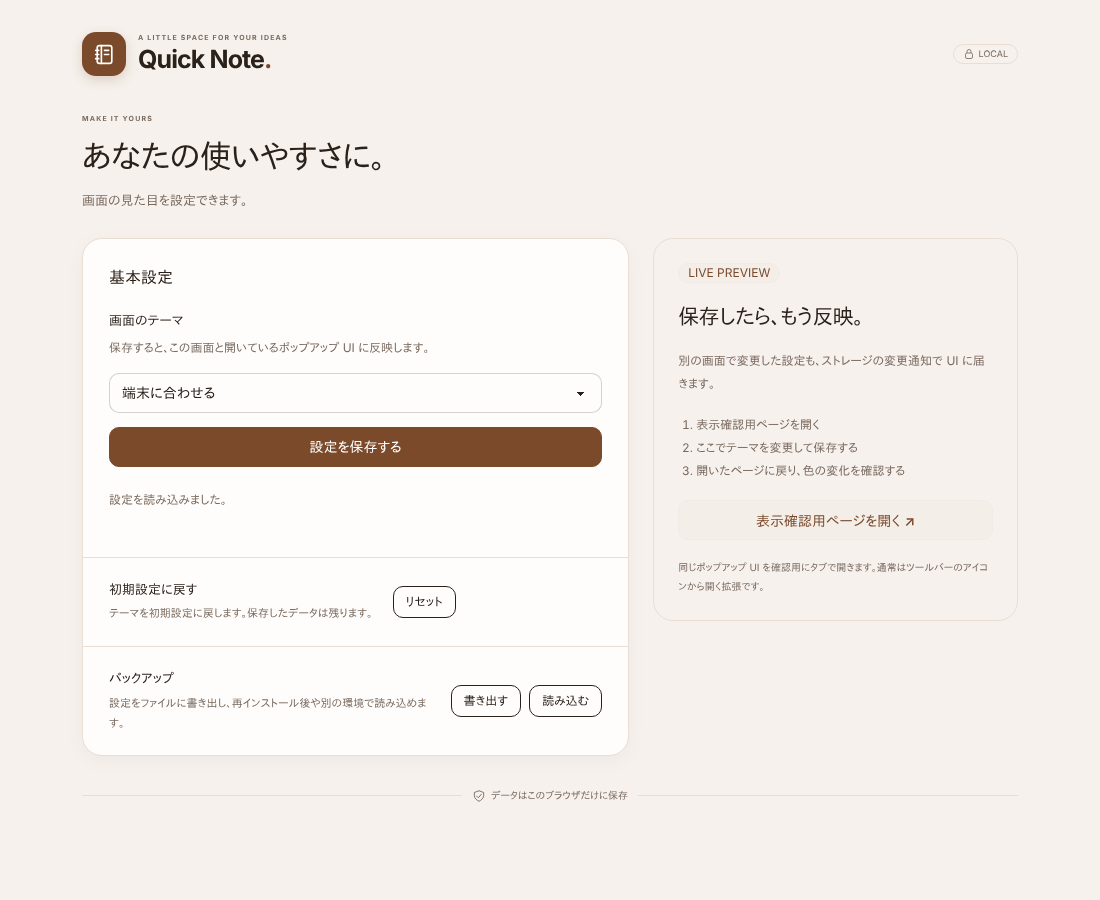 A LITTLE SPACE FOR YOUR IDEAS
Quick Note.
LOCAL
MAKE IT YOURS
あなたの使いやすさに。
画面の見た目を設定できます。
基本設定
画面のテーマ
保存すると、この画面と開いているポップアップ UI に反映します。
端末に合わせる
設定を保存する
設定を読み込みました。
初期設定に戻す
テーマを初期設定に戻します。保存したデータは残ります。
リセット
バックアップ
設定をファイルに書き出し、再インストール後や別の環境で読み込めま
す。
書き出す
読み込む
LIVE PREVIEW
保存したら、もう反映。
別の画面で変更した設定も、ストレージの変更通知で UI に届
きます。
1. 表示確認用ページを開く
2. ここでテーマを変更して保存する
3. 開いたページに戻り、色の変化を確認する
表示確認用ページを開く
同じポップアップ UI を確認用にタブで開きます。通常はツールバーのアイコ
ンから開く拡張です。
データはこのブラウザだけに保存